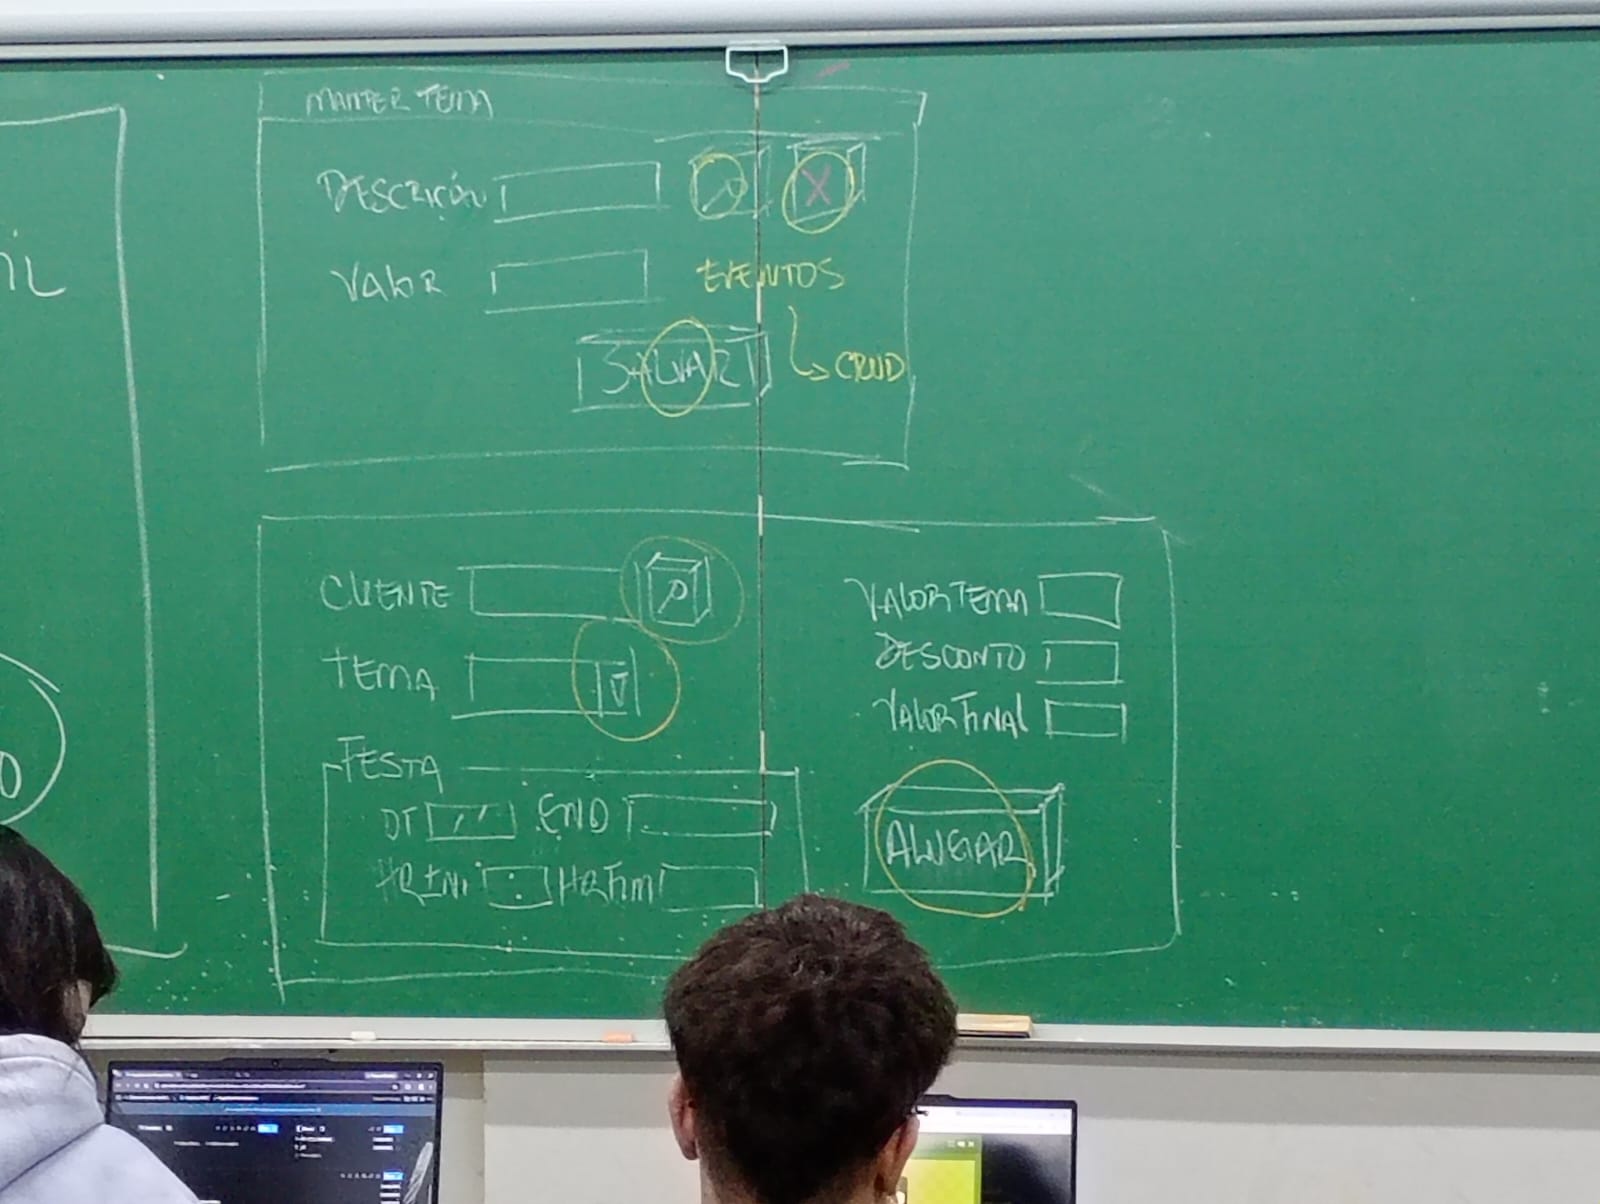 MANTER TEMA
DESCRIÇÃO
X
VALOR
EVENTOS
SALVAR
CRUD
CLIENTE
VALOR TEMA
TEMA
DESCONTO
VALOR FINAL
FESTA
DT / / END
ALUGAR
HR INI : HR FIM